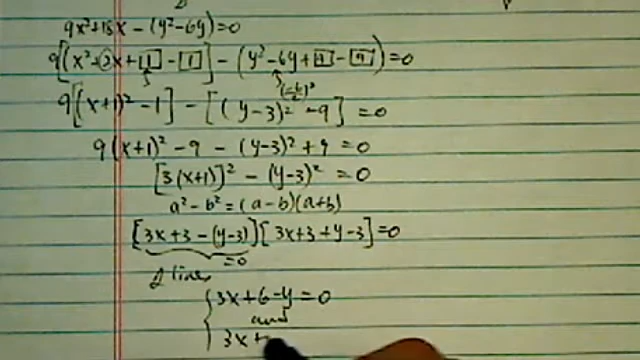 9x²+18x - (y²-6y)=0
9[(x²+2x+1-1] - (y²-6y+9-9)=0
(-b/2)²
9[(x+1)²-1] - [(y-3)²-9] =0
9(x+1)²-9-(y-3)²+9=0
[3(x+1)]²-(y-3)²=0
a²-b²=(a-b)(a+b)
[3x+3-(y-3)][3x+3+y-3]=0
=0
2 lines
3x+6-y=0
and
3x+